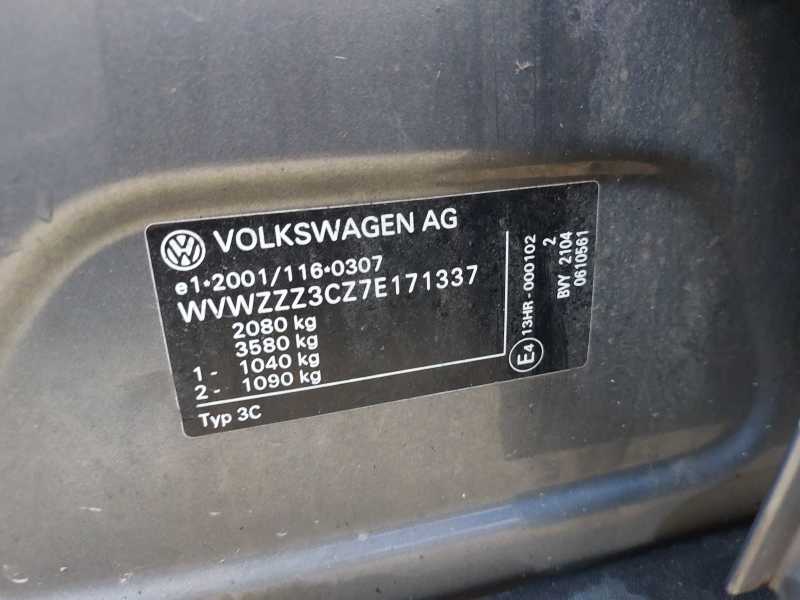 VOLKSWAGEN AG
e1*2001/116*0307
WVWZZZ3CZ7E171337
2080 kg
3580 kg
1 - 1040 kg
2 - 1090 kg
Typ 3C
E4 13HR-000102
2
BVY 2104
0610561